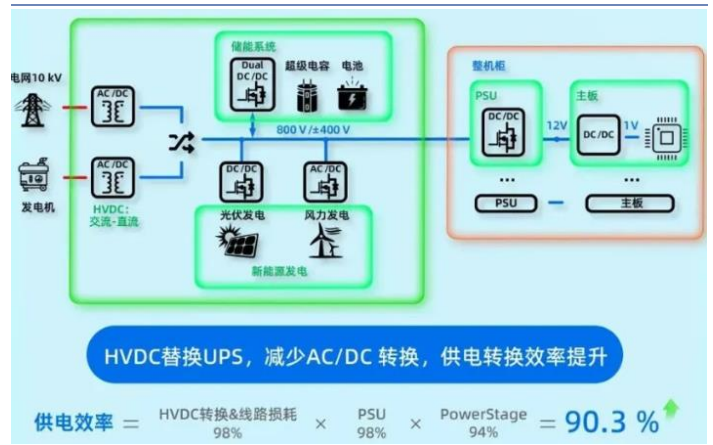 储能系统
Dual
DC/DC
超级电容
电池
电网10 kV
AC/DC
800 V/±400 V
AC/DC
发电机
HVDC：
交流-直流
DC/DC
AC/DC
光伏发电
风力发电
新能源发电
整机柜
PSU
主板
DC/DC
12V
DC/DC
1V
...
...
PSU
主板
HVDC替换UPS，减少AC/DC 转换，供电转换效率提升
供电效率 = HVDC转换&线路损耗 × PSU × PowerStage = 90.3 %
98% 98% 94%